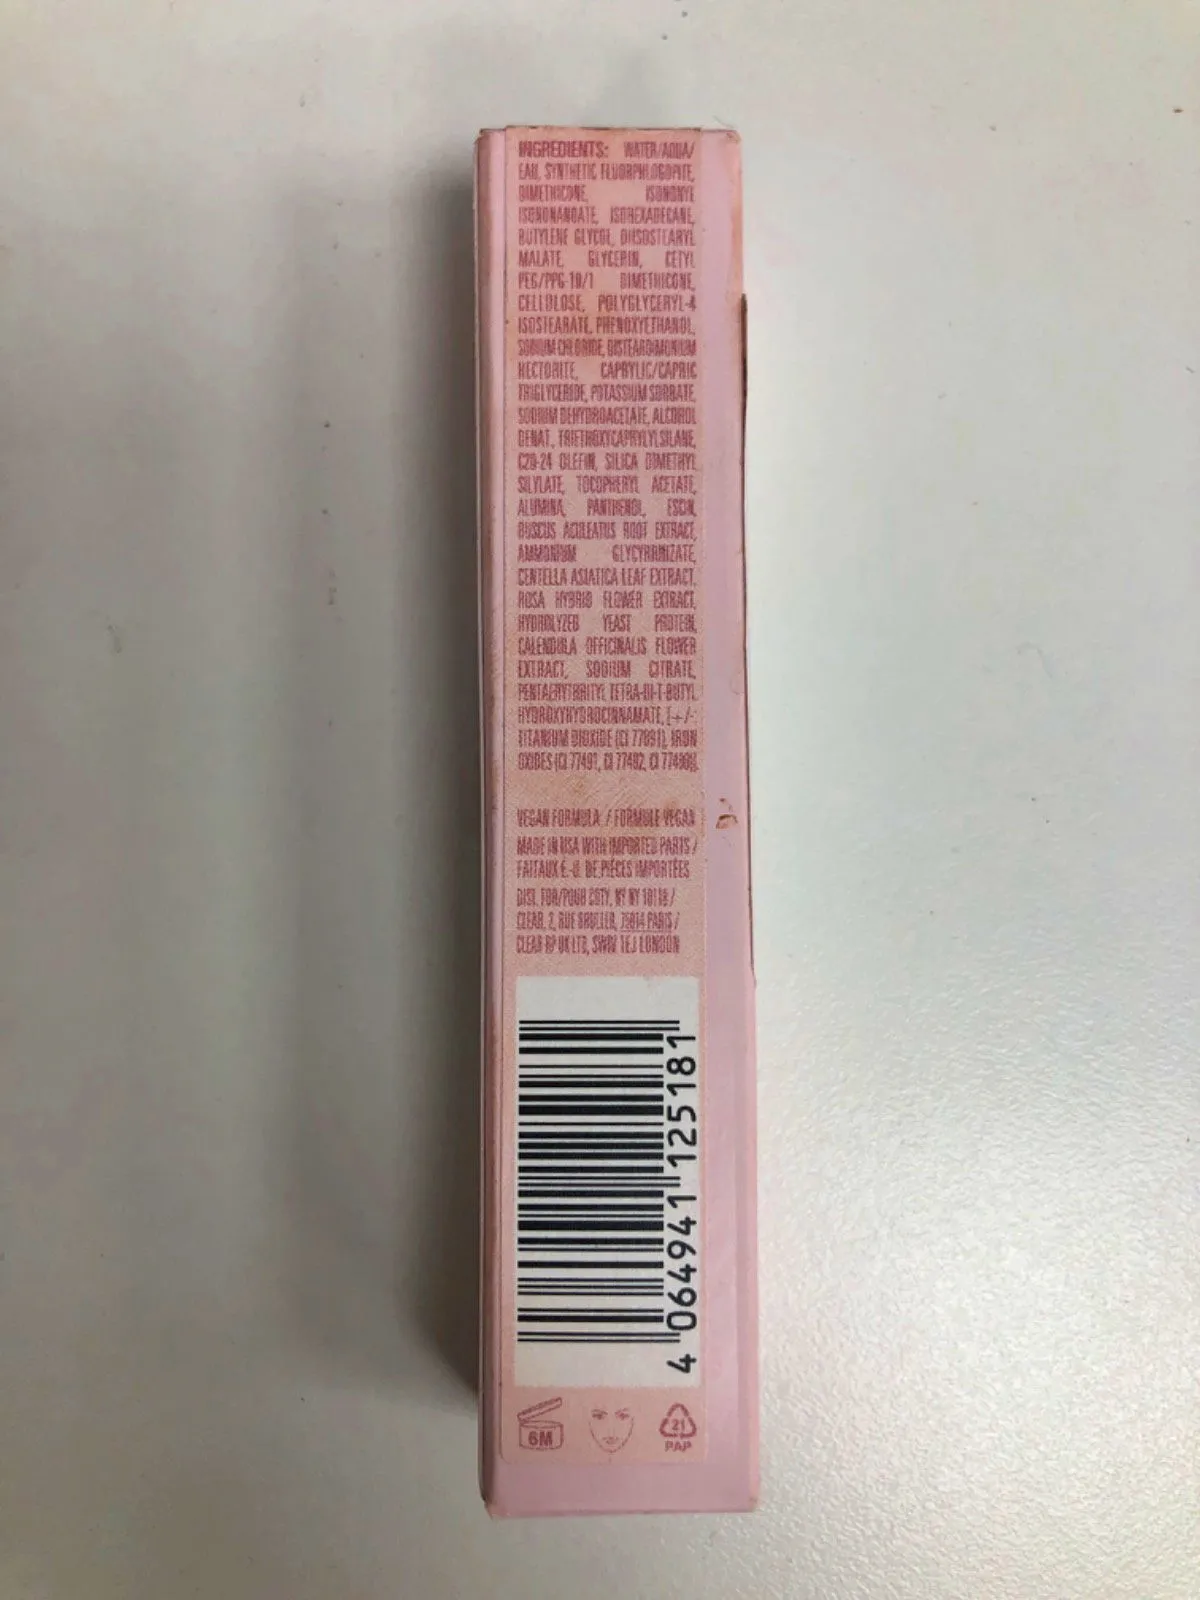 INGREDIENTS: WATER/AQUA/
EAU, SYNTHETIC FLUORPHLOGOPITE,
DIMETHICONE, ISONONYL
ISONONANOATE, ISOHEXADECANE,
BUTYLENE GLYCOL, DIISOSTEARYL
MALATE, GLYCERIN, CETYL
PEG/PPG-10/1 DIMETHICONE,
CELLULOSE, POLYGLYCERYL-4
ISOSTEARATE, PHENOXYETHANOL,
SODIUM CHLORIDE, DISTEARDIMONIUM
HECTORITE, CAPRYLIC/CAPRIC
TRIGLYCERIDE, POTASSIUM SORBATE,
SODIUM DEHYDROACETATE, ALCOHOL
DENAT., TRIETHOXYCAPRYLYLSILANE,
C20-24 OLEFIN, SILICA DIMETHYL
SILYLATE, TOCOPHERYL ACETATE,
ALUMINA, PANTHENOL, ESCIN,
RUSCUS ACULEATUS ROOT EXTRACT,
AMMONIUM GLYCYRRHIZATE,
CENTELLA ASIATICA LEAF EXTRACT,
ROSA HYBRID FLOWER EXTRACT,
HYDROLYZED YEAST PROTEIN,
CALENDULA OFFICINALIS FLOWER
EXTRACT, SODIUM CITRATE,
PENTAERYTHRITYL TETRA-DI-T-BUTYL
HYDROXYHYDROCINNAMATE, [+/-:
TITANIUM DIOXIDE (CI 77891), IRON
OXIDES (CI 77491, CI 77492, CI 77499)].
VEGAN FORMULA / FORMULE VEGAN
MADE IN USA WITH IMPORTED PARTS /
FAIT AUX É.-U. DE PIÈCES IMPORTÉES
DIST. FOR/POUR COTY, NY NY 10118 /
CLEAR, 2, RUE 75014 PARIS /
CLEAR RP UK LTD, SW1V 1EJ LONDON
4 064941 125181
6M
21
PAP